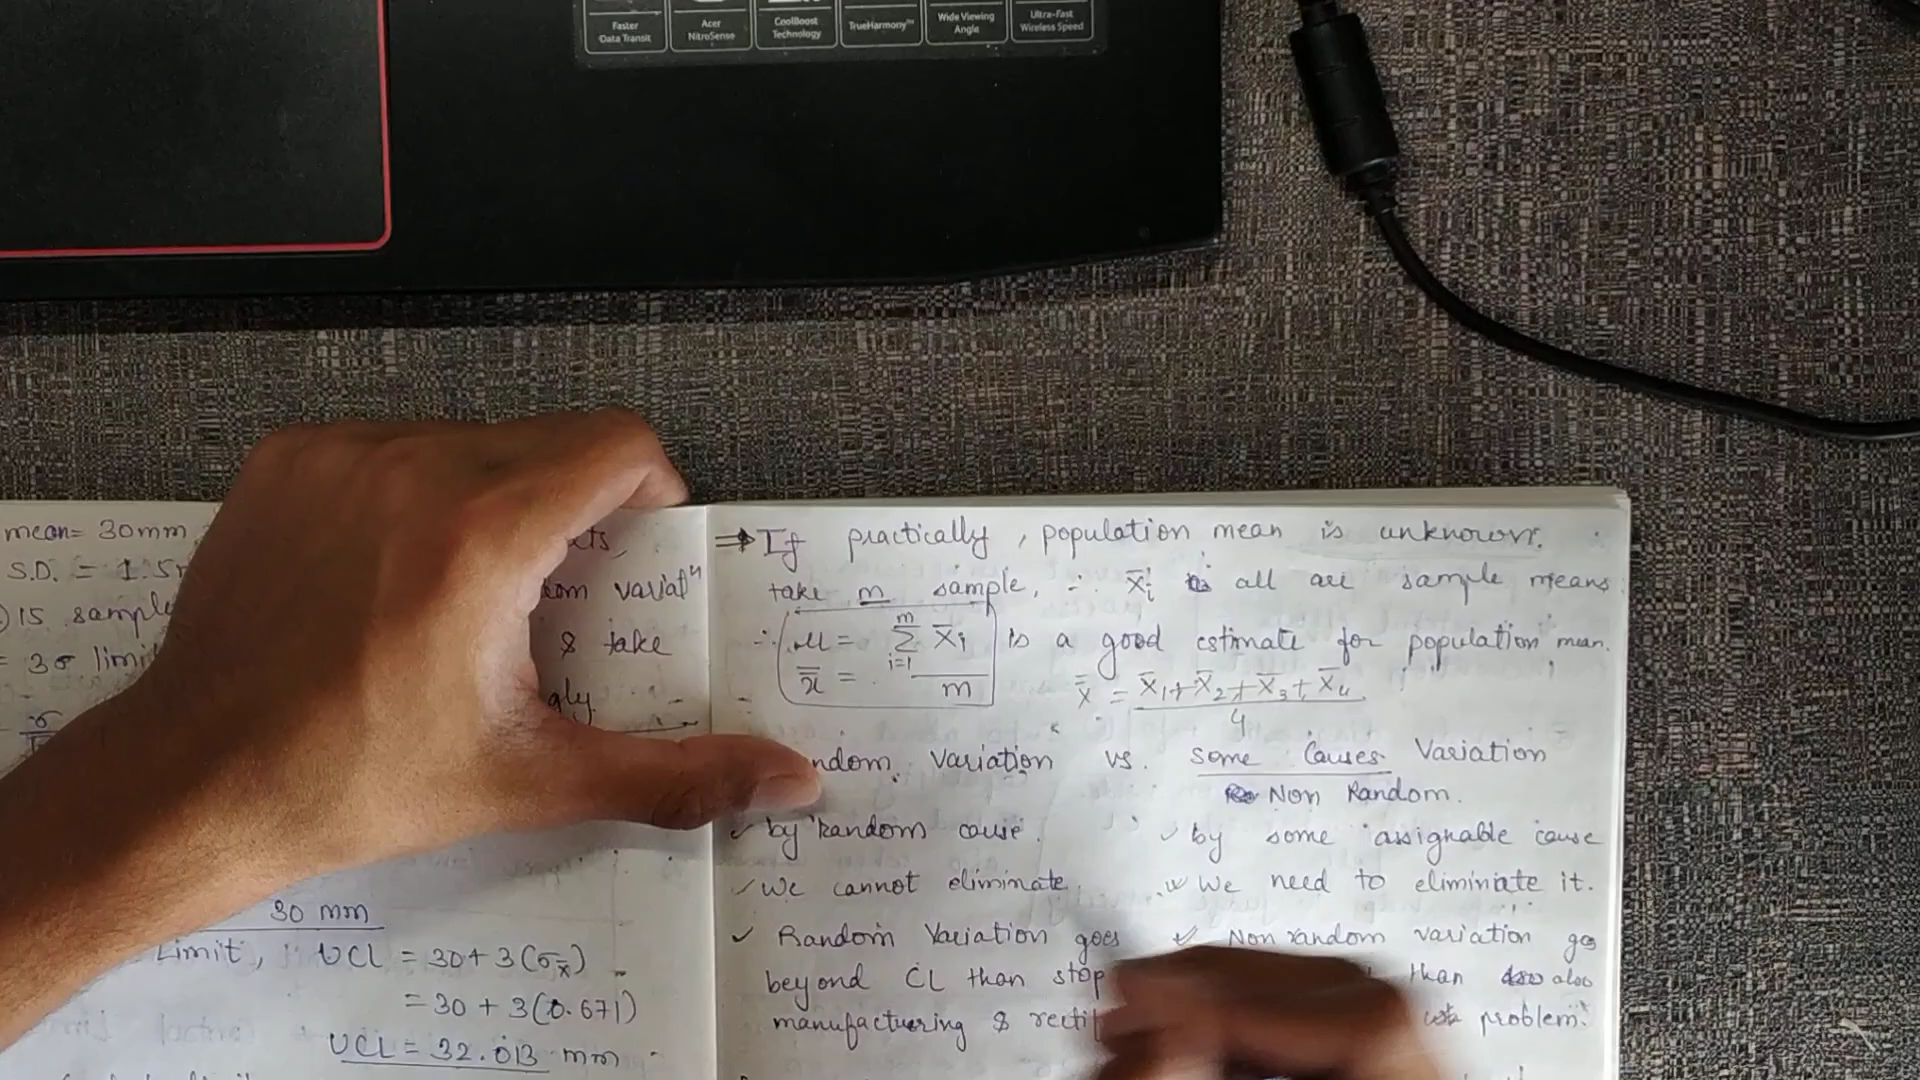 Faster
Data Transit
Acer
NitroSense
CoolBoost
Technology
TrueHarmony™
Wide Viewing
Angle
Ultra-Fast
Wireless Speed
mean = 30mm
S.D. = 1.5
15 sample
= 3σ limit
σ
variatⁿ
& take
gly.
30 mm
Limit, UCL = 30 + 3(σx̄)
= 30 + 3(0.671)
UCL = 32.013 mm
⇒ If practically, population mean is unknown.
take m sample, ∴ X̄i all are sample means
∴ μ = Σ X̄i is a good estimate for population mean.
m
i=1
x̿ =
m
x̿ = X̄1 + X̄2 + X̄3 + X̄4
4
ndom Variation vs. Some Causes Variation
Non Random.
✓ by Random cause.
✓ by some assignable cause
✓ We cannot eliminate
We need to eliminiate it.
✓ Random Variation goes
beyond CL than stop
manufacturing &
✓ Non random variation go
than also
problem.